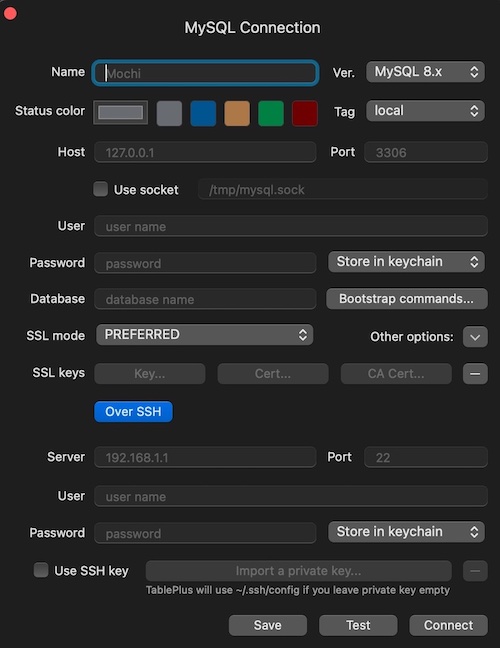 MySQL Connection
Name Mochi Ver. MySQL 8.x
Status color Tag local
Host 127.0.0.1 Port 3306
Use socket /tmp/mysql.sock
User user name
Password password Store in keychain
Database database name Bootstrap commands...
SSL mode PREFERRED Other options:
SSL keys Key... Cert... CA Cert...
Over SSH
Server 192.168.1.1 Port 22
User user name
Password password Store in keychain
Use SSH key Import a private key...
TablePlus will use ~/.ssh/config if you leave private key empty
Save Test Connect